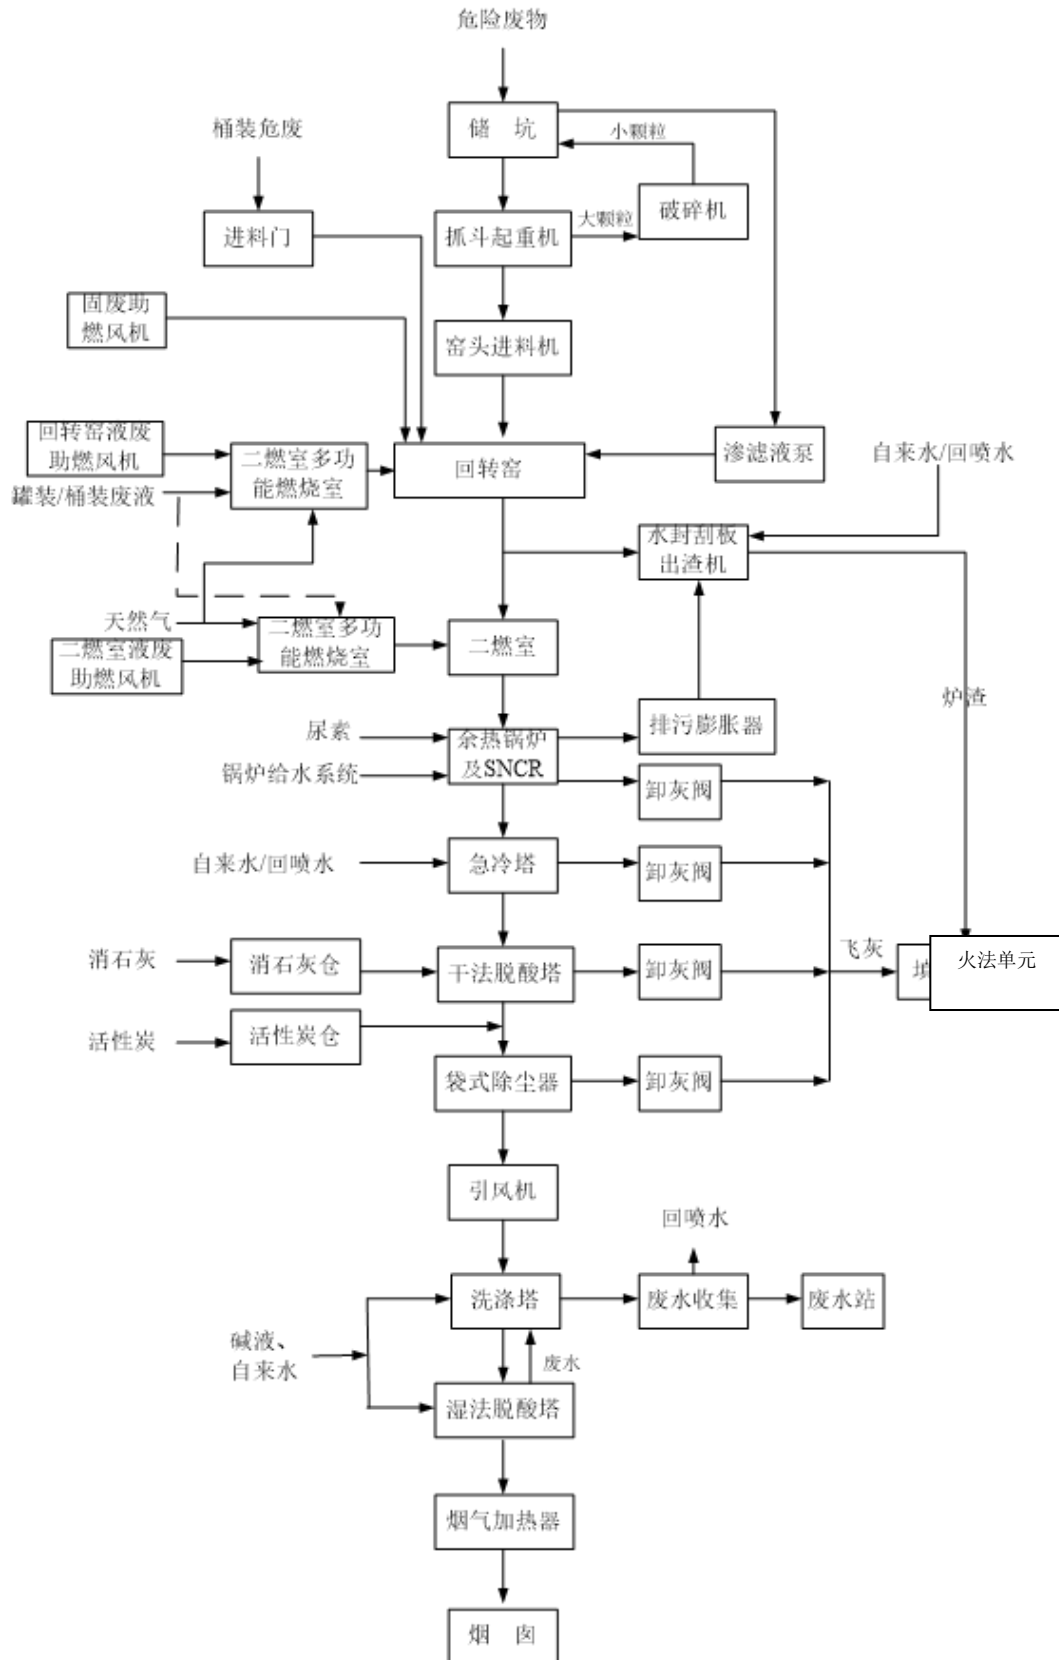 危险废物
储 坑
小颗粒
桶装危废
破碎机
进料门
抓斗起重机
大颗粒
固废助
燃风机
窑头进料机
回转窑液废
助燃风机
二燃室多功
能燃烧室
回转窑
渗滤液泵
自来水/回喷水
罐装/桶装废液
水封刮板
出渣机
天然气
二燃室多功
能燃烧室
二燃室
二燃室液废
助燃风机
炉渣
尿素
余热锅炉
及SNCR
排污膨胀器
锅炉给水系统
卸灰阀
自来水/回喷水
急冷塔
卸灰阀
消石灰
消石灰仓
干法脱酸塔
卸灰阀
飞灰
填
火法单元
活性炭
活性炭仓
袋式除尘器
卸灰阀
引风机
回喷水
洗涤塔
废水收集
废水站
碱液、
自来水
废水
湿法脱酸塔
烟气加热器
烟 囱